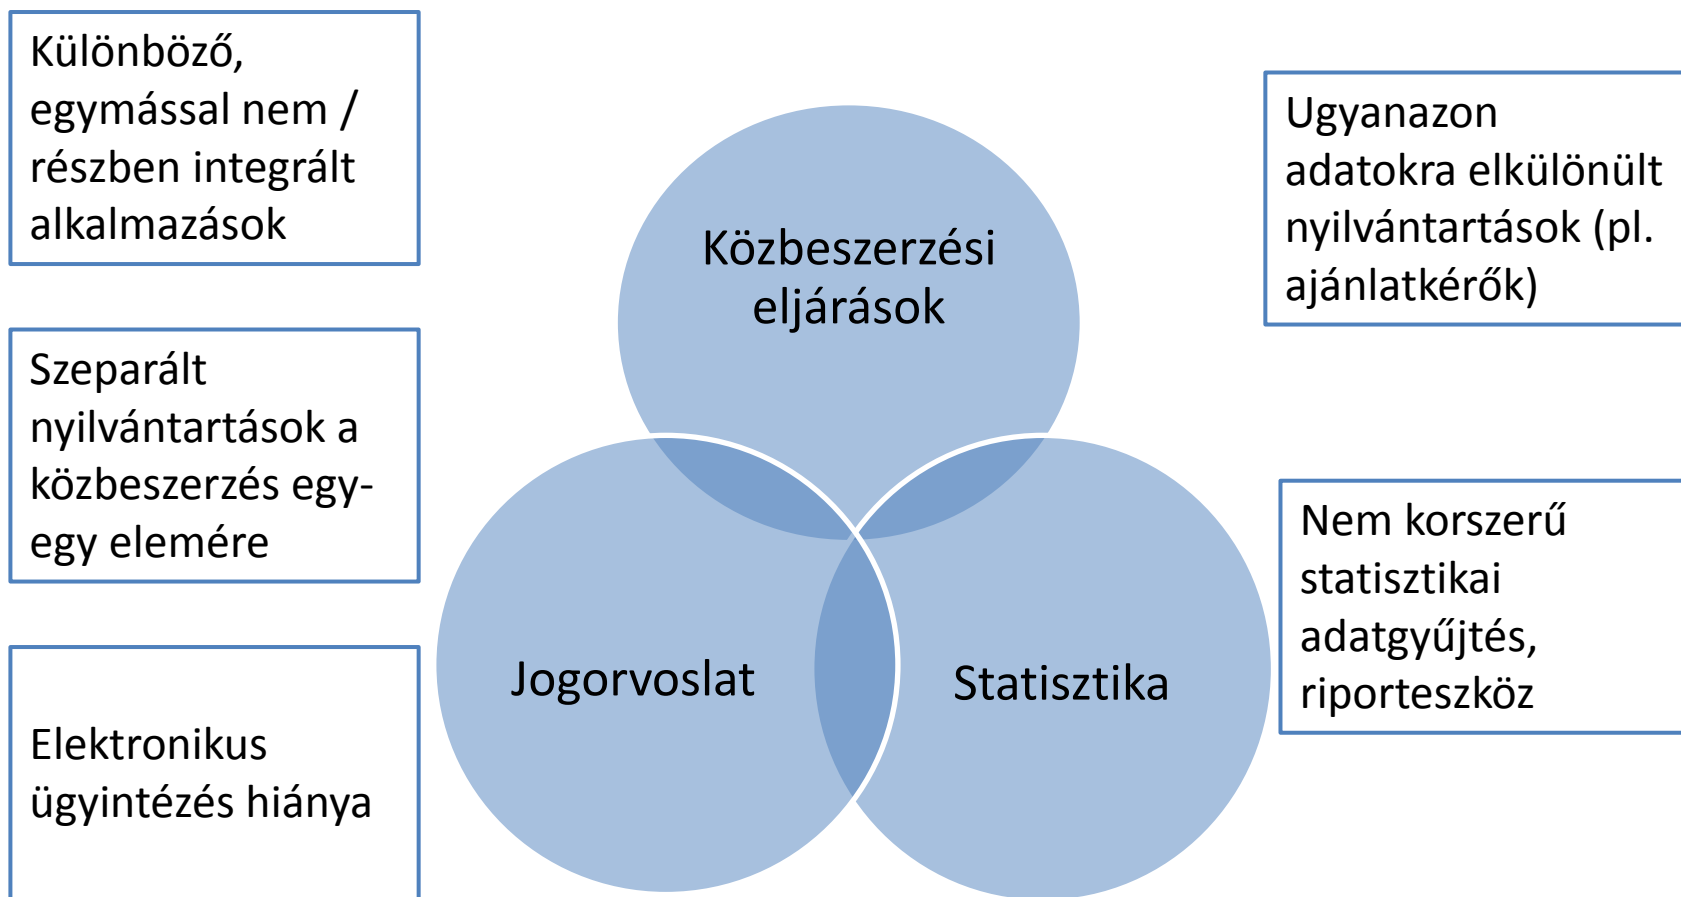 Különböző,
egymással nem /
részben integrált
alkalmazások
Szeparált
nyilvántartások a
közbeszerzés egy-
egy elemére
Elektronikus
ügyintézés hiánya
Közbeszerzési
eljárások
Jogorvoslat
Statisztika
Ugyanazon
adatokra elkülönült
nyilvántartások (pl.
ajánlatkérők)
Nem korszerű
statisztikai
adatgyűjtés,
riporteszköz